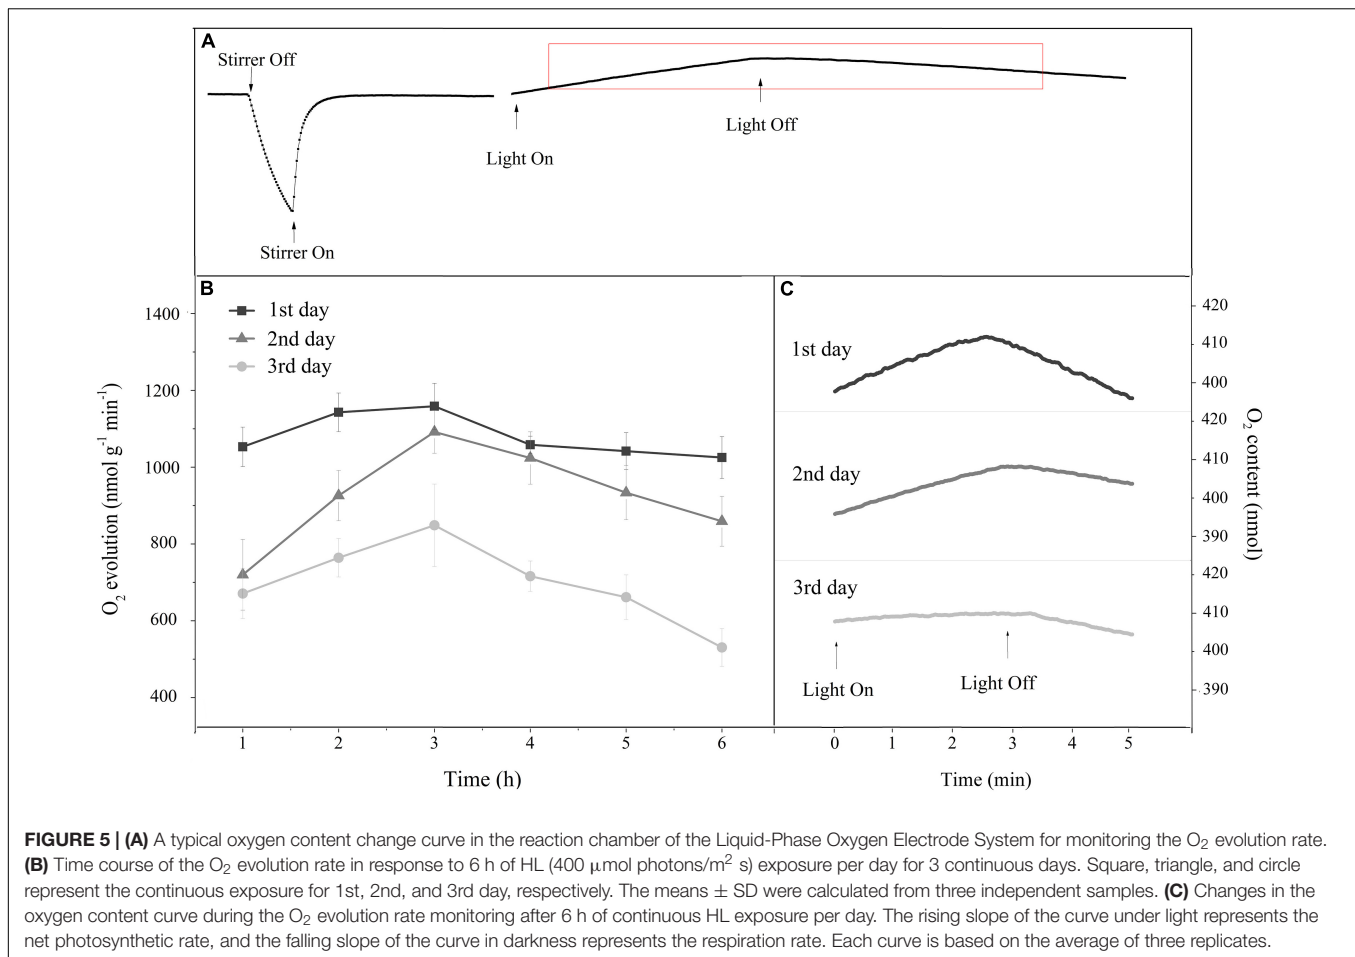 A
Stirrer Off
Stirrer On
Light On
Light Off
B
1st day
2nd day
3rd day
1400
1200
1000
800
600
400
O2 evolution (nmol g-1 min-1)
1 2 3 4 5 6
Time (h)
C
1st day
2nd day
3rd day
Light On
Light Off
420
410
400
420
410
400
390
420
410
400
390
O2 content (nmol)
0 1 2 3 4 5
Time (min)
FIGURE 5 | (A) A typical oxygen content change curve in the reaction chamber of the Liquid-Phase Oxygen Electrode System for monitoring the O2 evolution rate.
(B) Time course of the O2 evolution rate in response to 6 h of HL (400 μmol photons/m2 s) exposure per day for 3 continuous days. Square, triangle, and circle
represent the continuous exposure for 1st, 2nd, and 3rd day, respectively. The means ± SD were calculated from three independent samples. (C) Changes in the
oxygen content curve during the O2 evolution rate monitoring after 6 h of continuous HL exposure per day. The rising slope of the curve under light represents the
net photosynthetic rate, and the falling slope of the curve in darkness represents the respiration rate. Each curve is based on the average of three replicates.